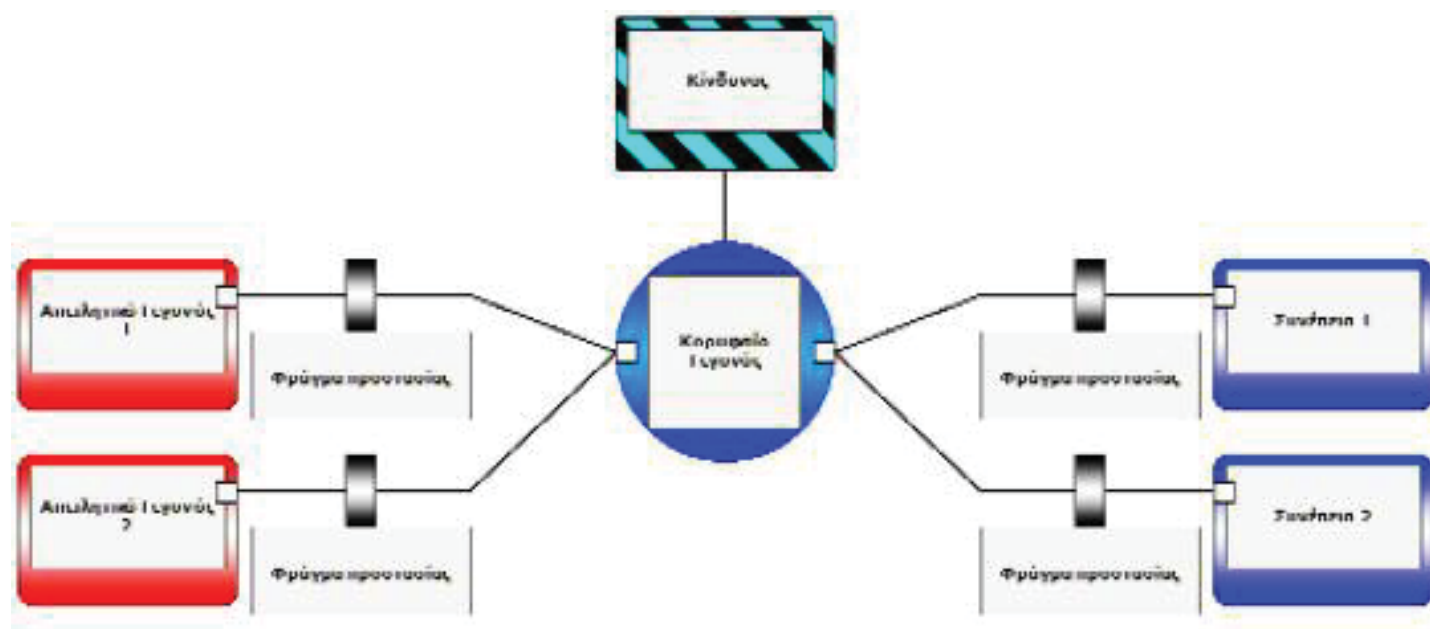 Κίνδυνος
Απειλητικό Γεγονός
1
Φράγμα προστασίας
Κορυφαίο
Γεγονός
Φράγμα προστασίας
Συνέπεια 1
Απειλητικό Γεγονός
2
Φράγμα προστασίας
Φράγμα προστασίας
Συνέπεια 2